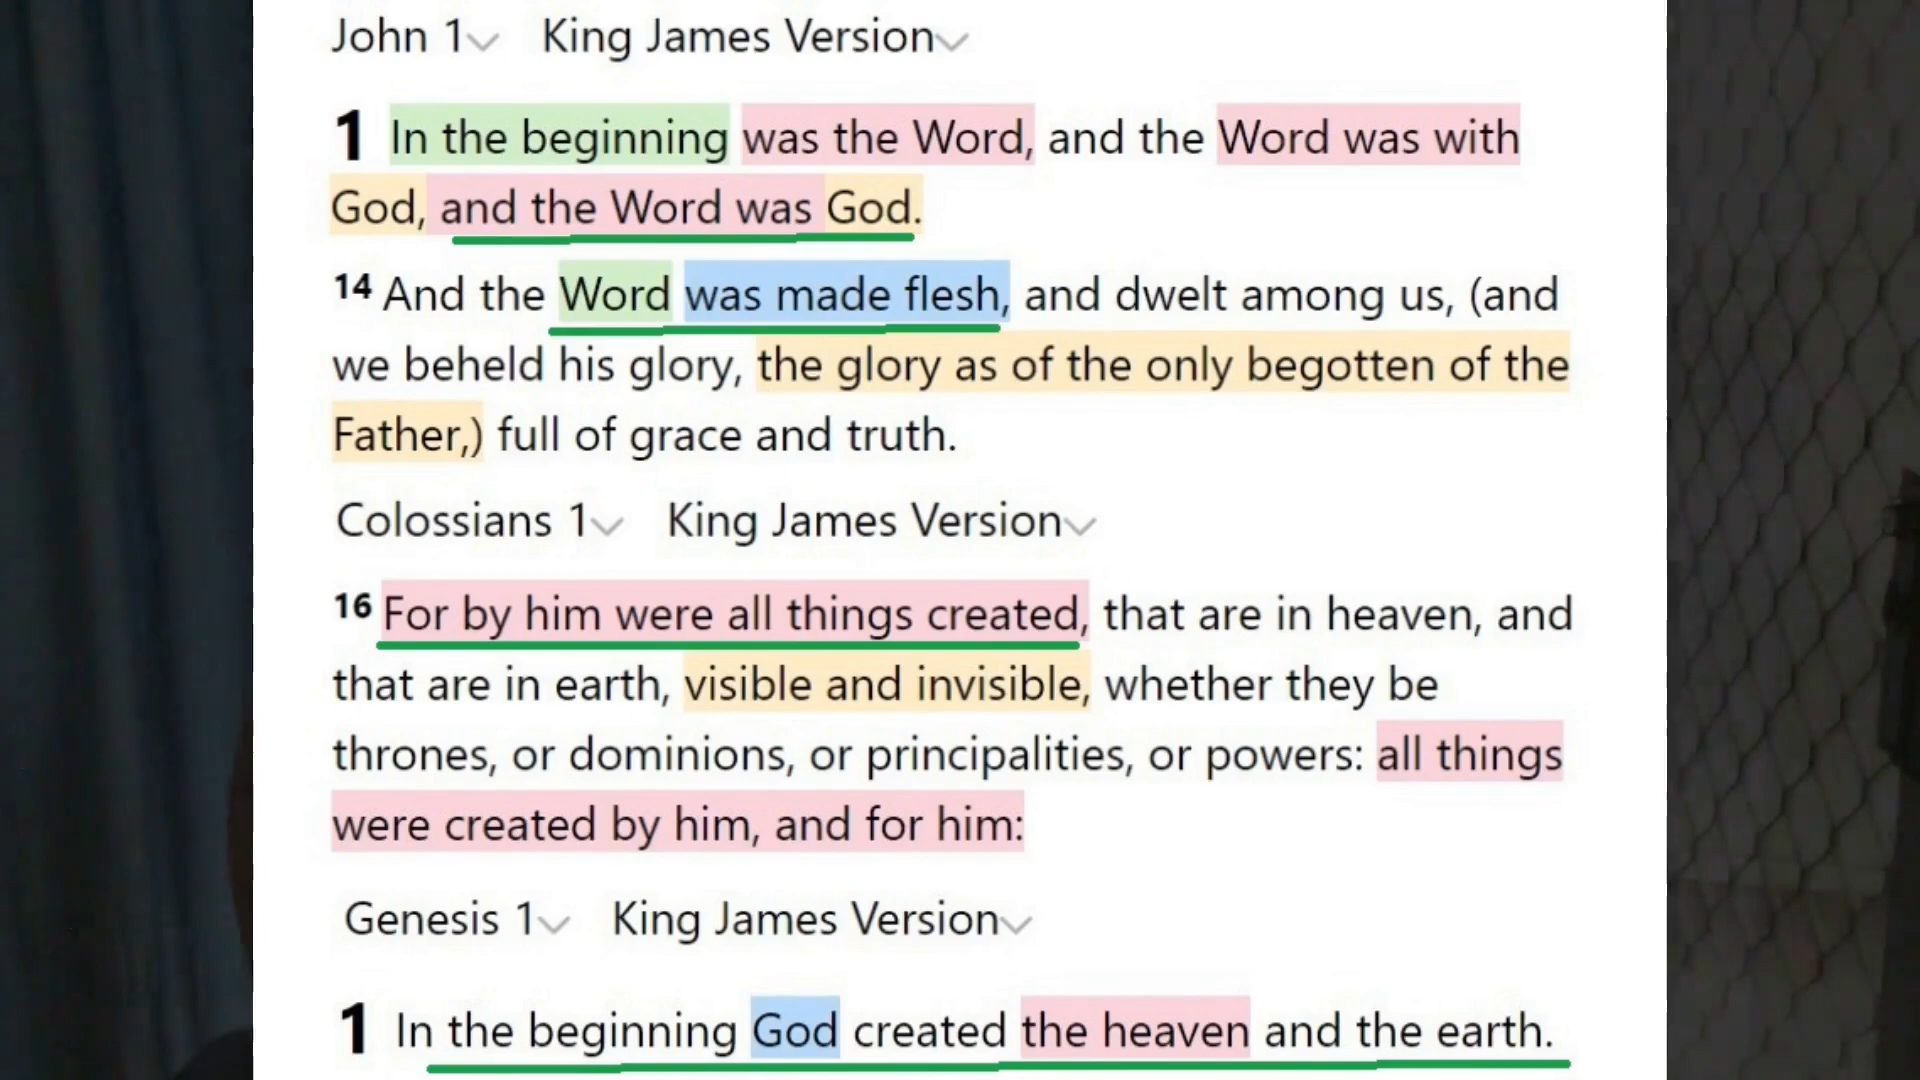 John 1 King James Version
1 In the beginning was the Word, and the Word was with
God, and the Word was God.
14 And the Word was made flesh, and dwelt among us, (and
we beheld his glory, the glory as of the only begotten of the
Father,) full of grace and truth.
Colossians 1 King James Version
16 For by him were all things created, that are in heaven, and
that are in earth, visible and invisible, whether they be
thrones, or dominions, or principalities, or powers: all things
were created by him, and for him:
Genesis 1 King James Version
1 In the beginning God created the heaven and the earth.